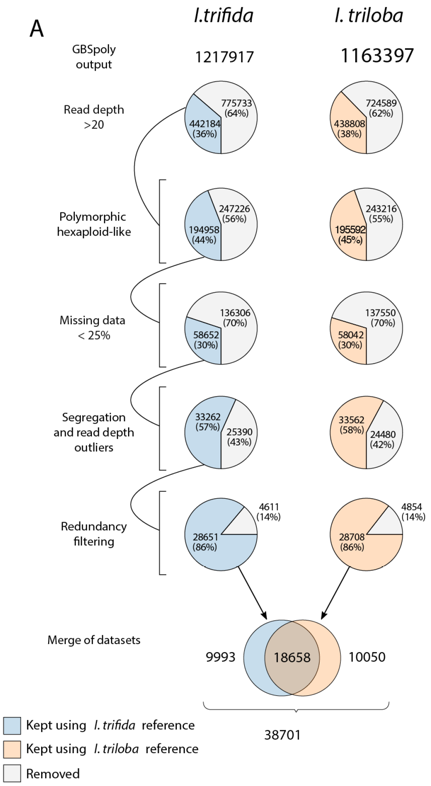 A
I.trifida
I. triloba
GBSpoly
output
1217917
1163397
Read depth
>20
775733
(64%)
442184
(36%)
724589
(62%)
438808
(38%)
Polymorphic
hexaploid-like
247226
(56%)
194958
(44%)
243216
(55%)
195592
(45%)
Missing data
< 25%
136306
(70%)
58652
(30%)
137550
(70%)
58042
(30%)
Segregation
and read depth
outliers
33262
(57%)
25390
(43%)
33562
(58%)
24480
(42%)
Redundancy
filtering
4611
(14%)
28651
(86%)
4854
(14%)
28708
(86%)
Merge of datasets
9993
18658
10050
38701
Kept using I. trifida reference
Kept using I. triloba reference
Removed